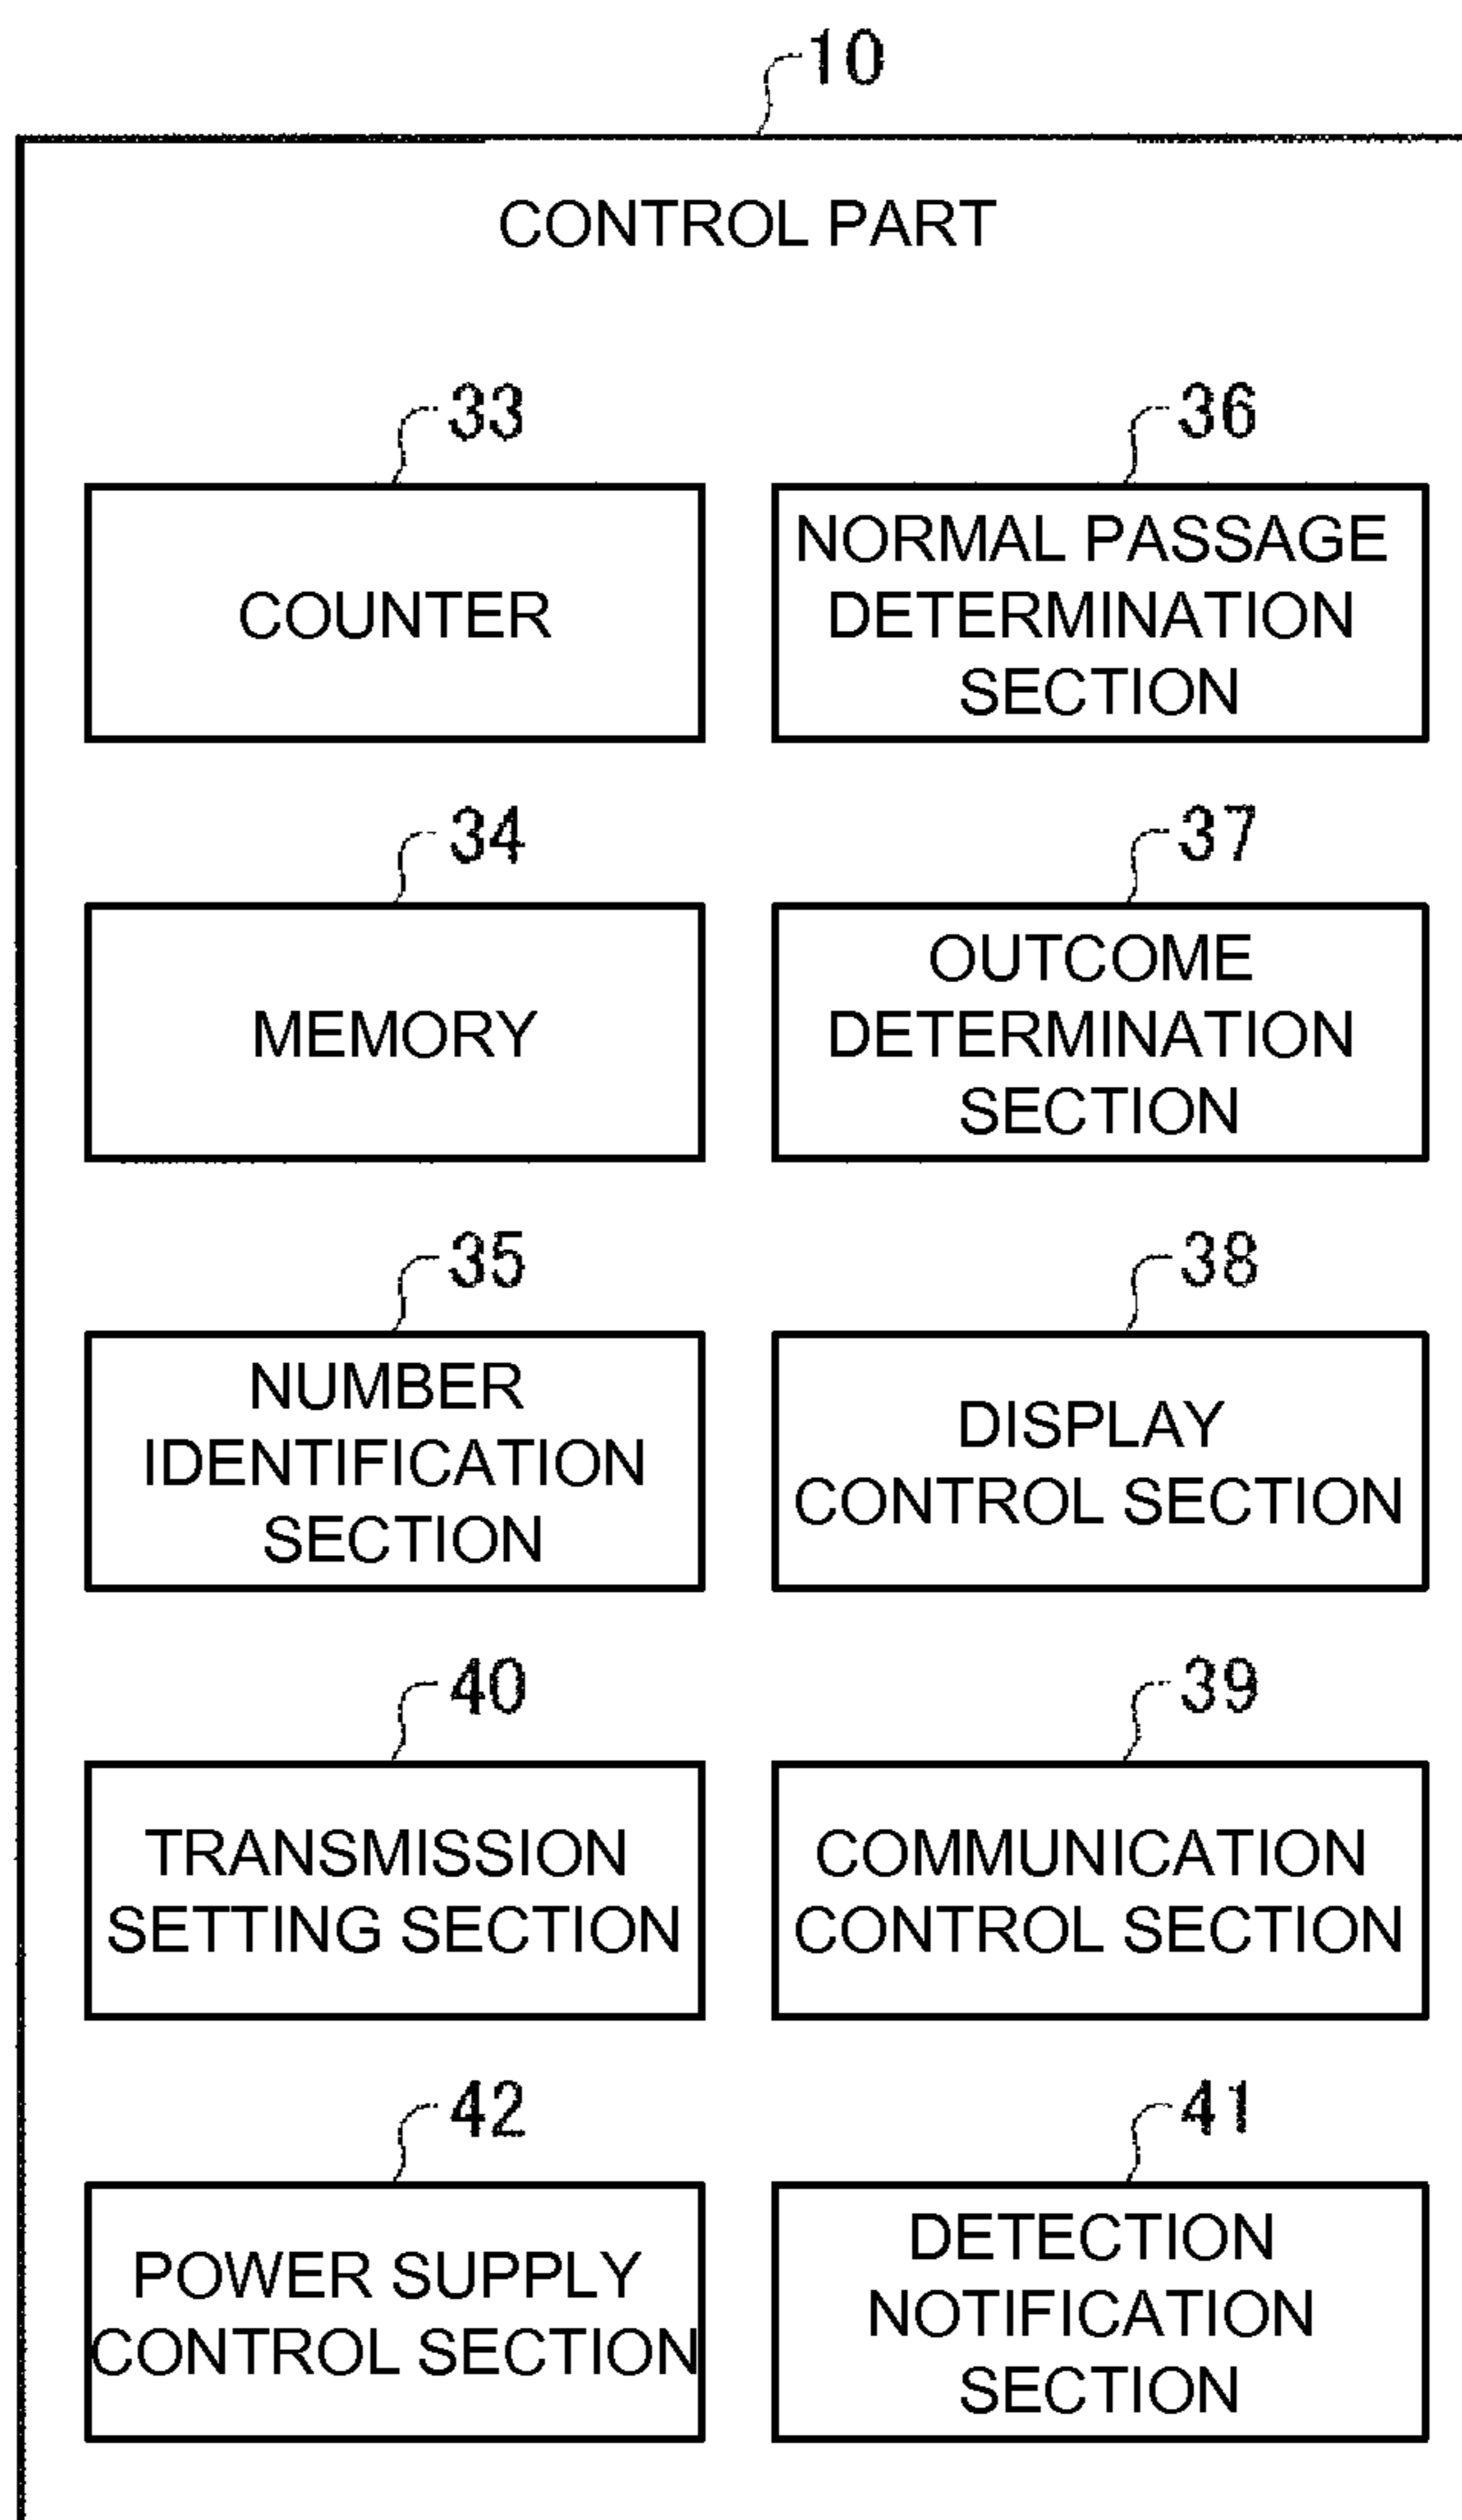 10
CONTROL PART
33
COUNTER
36
NORMAL PASSAGE
DETERMINATION
SECTION
34
MEMORY
37
OUTCOME
DETERMINATION
SECTION
35
NUMBER
IDENTIFICATION
SECTION
38
DISPLAY
CONTROL SECTION
40
TRANSMISSION
SETTING SECTION
39
COMMUNICATION
CONTROL SECTION
42
POWER SUPPLY
CONTROL SECTION
41
DETECTION
NOTIFICATION
SECTION